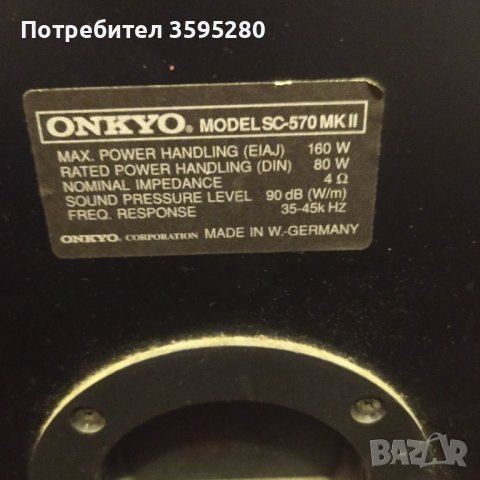 Потребител 3595280
ONKYO® MODEL SC-570 MK II
MAX. POWER HANDLING (EIAJ) 160 W
RATED POWER HANDLING (DIN) 80 W
NOMINAL IMPEDANCE 4 Ω
SOUND PRESSURE LEVEL 90 dB (W/m)
FREQ. RESPONSE 35-45k HZ
ONKYO. CORPORATION MADE IN W.-GERMANY
BAZAR